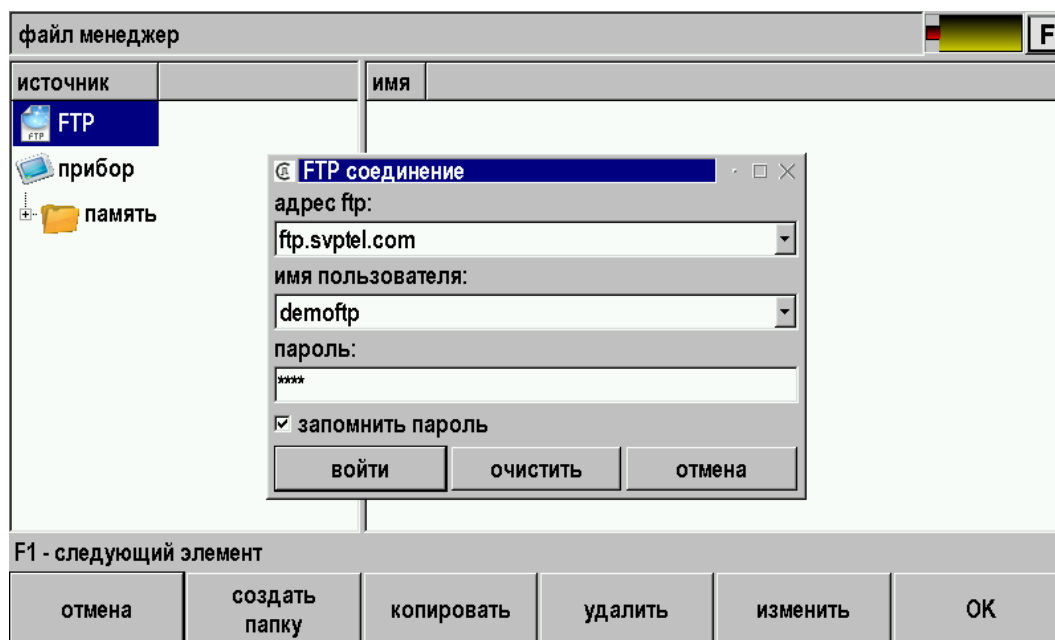 файл менеджер
F
источник
имя
FTP
FTP
прибор
память
FTP соединение
адрес ftp:
ftp.svptel.com
имя пользователя:
demoftp
пароль:
****
запомнить пароль
войти
очистить
отмена
F1 - следующий элемент
отмена
создать
папку
копировать
удалить
изменить
OK